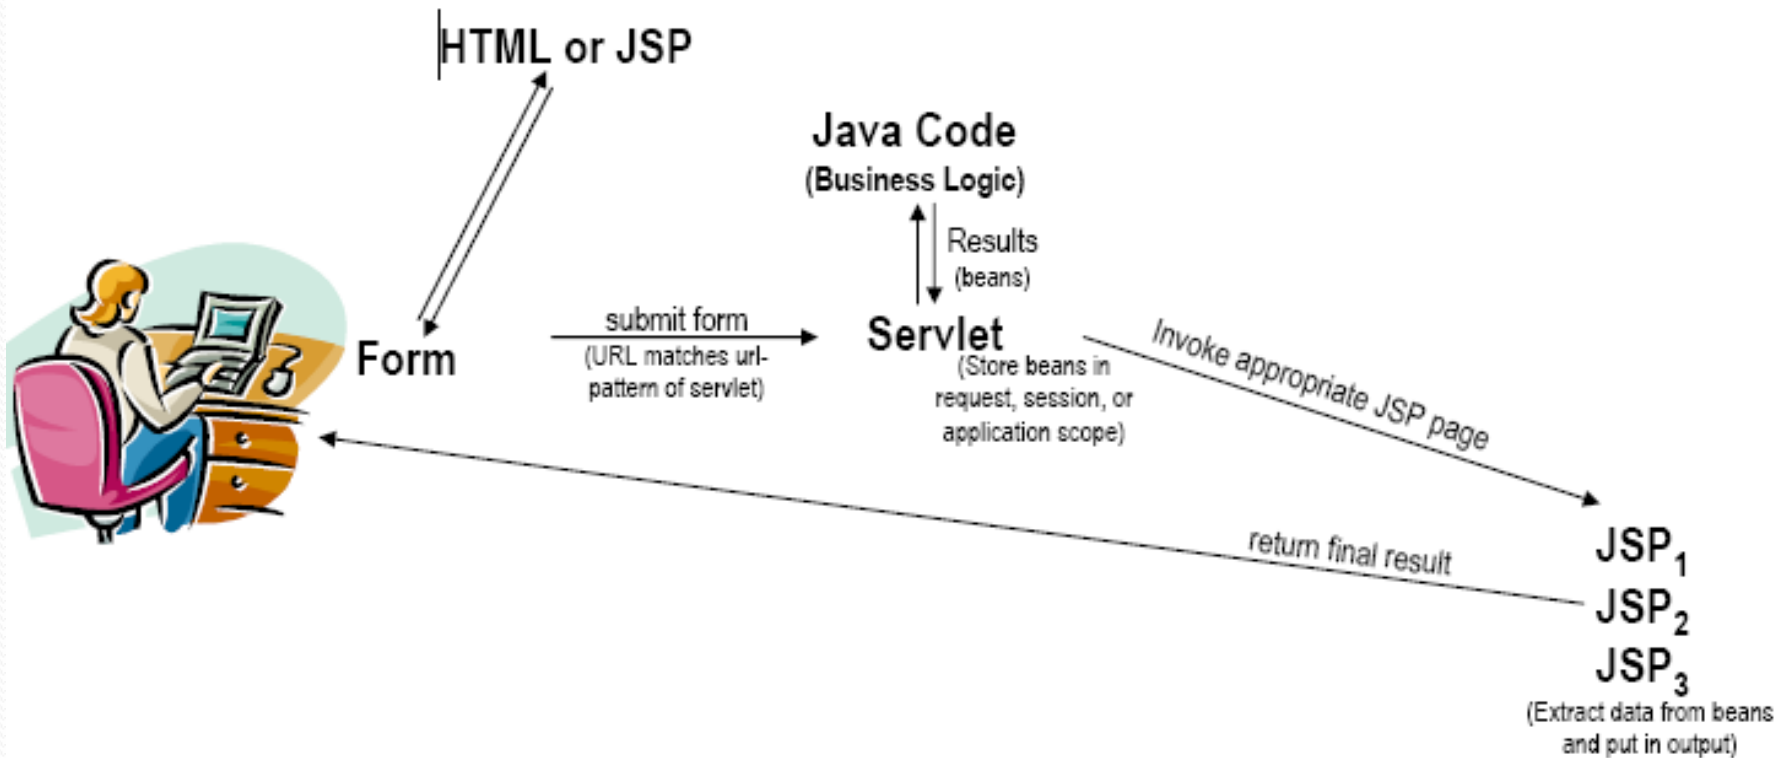 HTML or JSP
Java Code
(Business Logic)
Results
(beans)
submit form
(URL matches url-
pattern of servlet)
Form
Servlet
(Store beans in
request, session, or
application scope)
Invoke appropriate JSP page
return final result
JSP1
JSP2
JSP3
(Extract data from beans
and put in output)